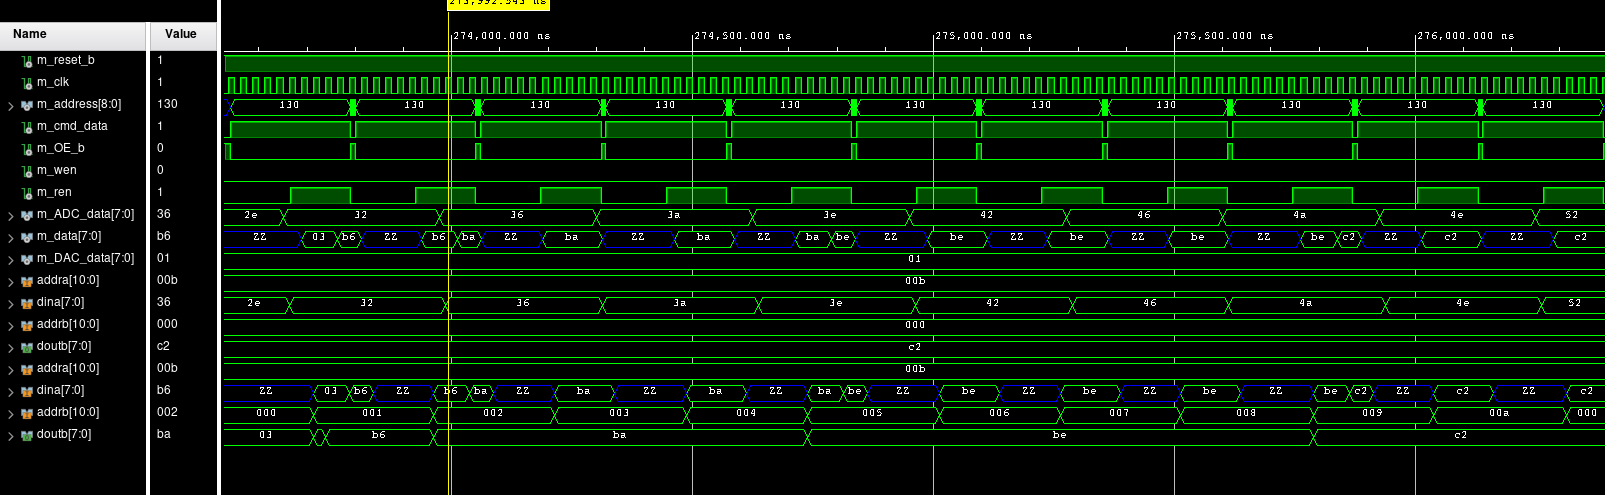 273,992.543 ns
Name Value 274,000.000 ns 274,500.000 ns 275,000.000 ns 275,500.000 ns 276,000.000 ns
m_reset_b 1
m_clk 1
m_address[8:0] 130 130 130 130 130 130 130 130 130 130 130 130
m_cmd_data 1
m_OE_b 0
m_wen 0
m_ren 1
m_ADC_data[7:0] 36 2e 32 36 3a 3e 42 46 4a 4e 52
m_data[7:0] b6 ZZ 03 b6 ZZ b6 ba ZZ ba ZZ ba ZZ ba be ZZ be ZZ be ZZ be ZZ be c2 ZZ c2 ZZ c2
m_DAC_data[7:0] 01 01
addra[10:0] 00b 00b
dina[7:0] 36 2e 32 36 3a 3e 42 46 4a 4e 52
addrb[10:0] 000 000
doutb[7:0] c2 c2
addra[10:0] 00b 00b
dina[7:0] b6 ZZ 03 b6 ZZ b6 ba ZZ ba ZZ ba ZZ ba be ZZ be ZZ be ZZ be ZZ be c2 ZZ c2 ZZ c2
addrb[10:0] 002 000 001 002 003 004 005 006 007 008 009 00a 000
doutb[7:0] ba 03 b6 ba be c2